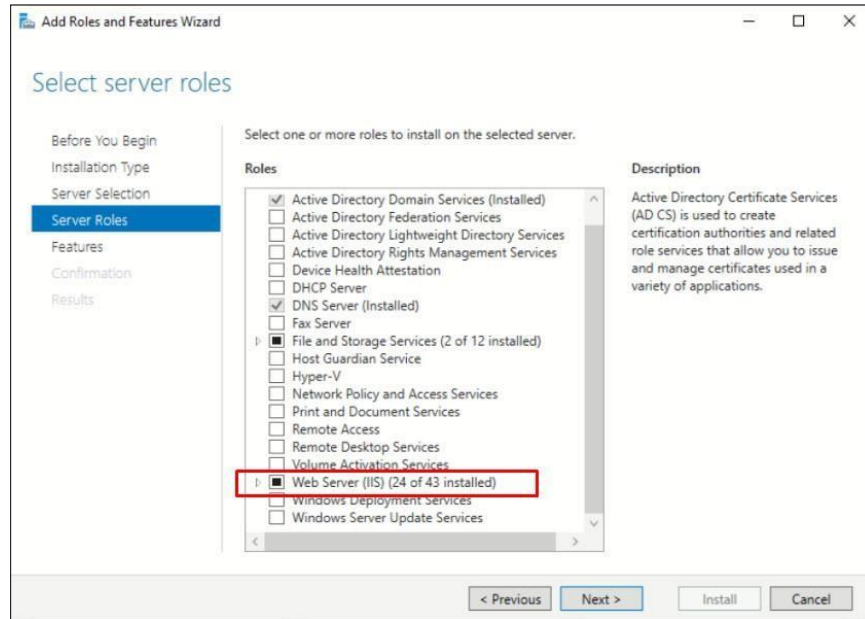 Add Roles and Features Wizard
Select server roles
Before You Begin
Installation Type
Server Selection
Server Roles
Features
Confirmation
Results
Select one or more roles to install on the selected server.
Roles
Active Directory Domain Services (Installed)
Active Directory Federation Services
Active Directory Lightweight Directory Services
Active Directory Rights Management Services
Device Health Attestation
DHCP Server
DNS Server (Installed)
Fax Server
File and Storage Services (2 of 12 installed)
Host Guardian Service
Hyper-V
Network Policy and Access Services
Print and Document Services
Remote Access
Remote Desktop Services
Volume Activation Services
Web Server (IIS) (24 of 43 installed)
Windows Deployment Services
Windows Server Update Services
Description
Active Directory Certificate Services
(AD CS) is used to create
certification authorities and related
role services that allow you to issue
and manage certificates used in a
variety of applications.
< Previous
Next >
Install
Cancel